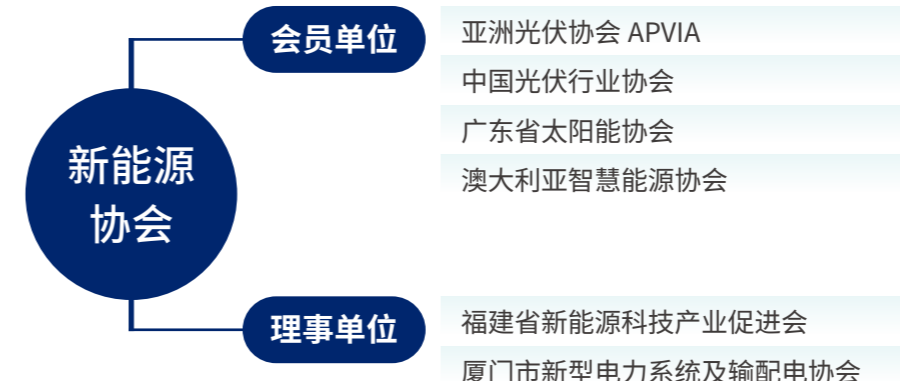 会员单位
亚洲光伏协会 APVIA
中国光伏行业协会
广东省太阳能协会
澳大利亚智慧能源协会
新能源
协会
理事单位
福建省新能源科技产业促进会
厦门市新型电力系统及输配电协会